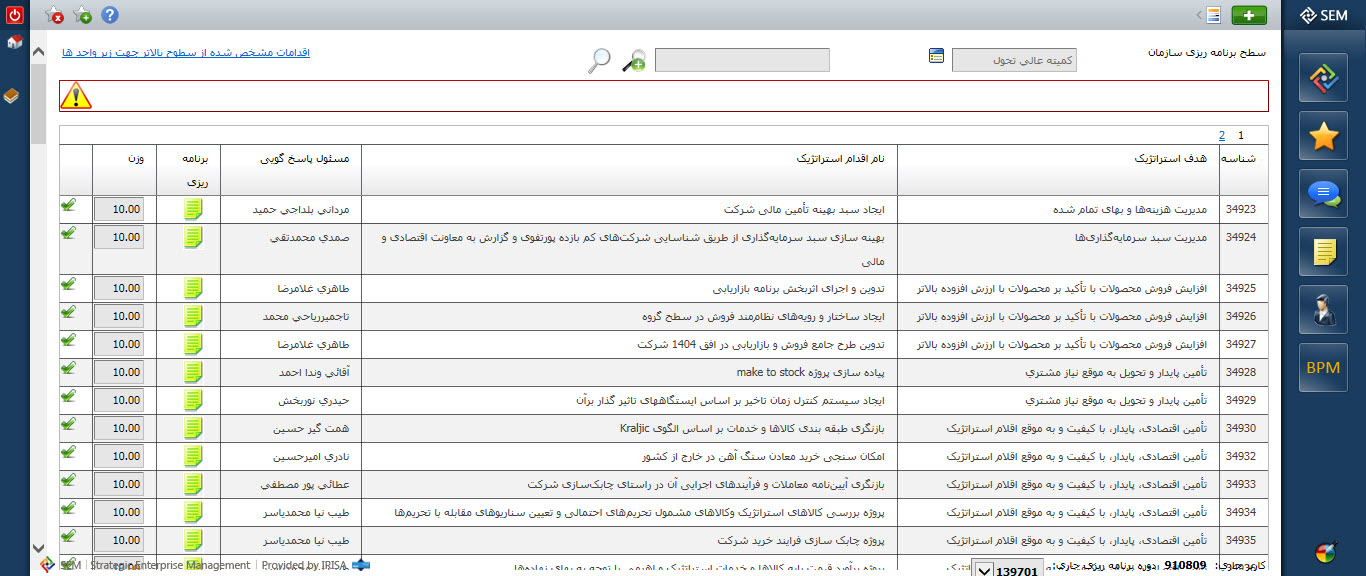 SEM
سطح برنامه ریزی سازمان
کمیته عالی تحول
اقدامات مشخص شده از سطوح بالاتر جهت زیر واحد ها
1 2
شناسه هدف استراتژیک نام اقدام استراتژیک مسئول پاسخ گویی برنامه ریزی وزن
34923 مدیریت هزینه‌ها و بهای تمام شده ایجاد سبد بهینه تأمین مالی شرکت مرداني بلداجي حميد 10.00
34924 مدیریت سبد سرمایه‌گذاری‌ها بهینه سازی سبد سرمایه‌گذاری از طریق شناسایی شرکت‌های کم بازده پورتفوی و گزارش به معاونت اقتصادی و صمدي محمدتقي 10.00
مالی
34925 افزایش فروش محصولات با تأکید بر محصولات با ارزش افزوده بالاتر تدوین و اجرای اثربخش برنامه بازاریابی طاهري غلامرضا 10.00
34926 افزایش فروش محصولات با تأکید بر محصولات با ارزش افزوده بالاتر ایجاد ساختار و رویه‌های نظام‌مند فروش در سطح گروه تاجميررياحي محمد 10.00
34927 افزایش فروش محصولات با تأکید بر محصولات با ارزش افزوده بالاتر تدوین طرح جامع فروش و بازاریابی در افق 1404 شرکت طاهري غلامرضا 10.00
34928 تأمین پایدار و تحویل به موقع نیاز مشتري پیاده سازی پروژه make to stock آقائي وندا احمد 10.00
34929 تأمین پایدار و تحویل به موقع نیاز مشتري ایجاد سیستم کنترل زمان تاخیر بر اساس ایستگاههای تاثیر گذار برآن حيدري نوربخش 10.00
34930 تأمین اقتصادی، پایدار، با کیفیت و به موقع اقلام استراتژیک بازنگری طبقه بندی کالاها و خدمات بر اساس الگوی Kraljic همت گير حسين 10.00
34932 تأمین اقتصادی، پایدار، با کیفیت و به موقع اقلام استراتژیک امکان سنجی خرید معادن سنگ آهن در خارج از کشور نادري اميرحسين 10.00
34933 تأمین اقتصادی، پایدار، با کیفیت و به موقع اقلام استراتژیک بازنگری آیین‌نامه معاملات و فرآیندهای اجرایی آن در راستای چابک‌سازی شرکت عطائي پور مصطفي 10.00
34934 تأمین اقتصادی، پایدار، با کیفیت و به موقع اقلام استراتژیک پروژه بررسی کالاهای استراتژیک وکالاهای مشمول تحریم‌های احتمالی و تعیین سناریوهای مقابله با تحریم‌ها طيب نيا محمدياسر 10.00
34935 تأمین اقتصادی، پایدار، با کیفیت و به موقع اقلام استراتژیک پروژه چابک سازی فرایند خرید شرکت طيب نيا محمدياسر 10.00
BPM
910809 دوره برنامه ریزی جاری: 139701
SEM | Strategic Enterprise Management | Provided by IRISA